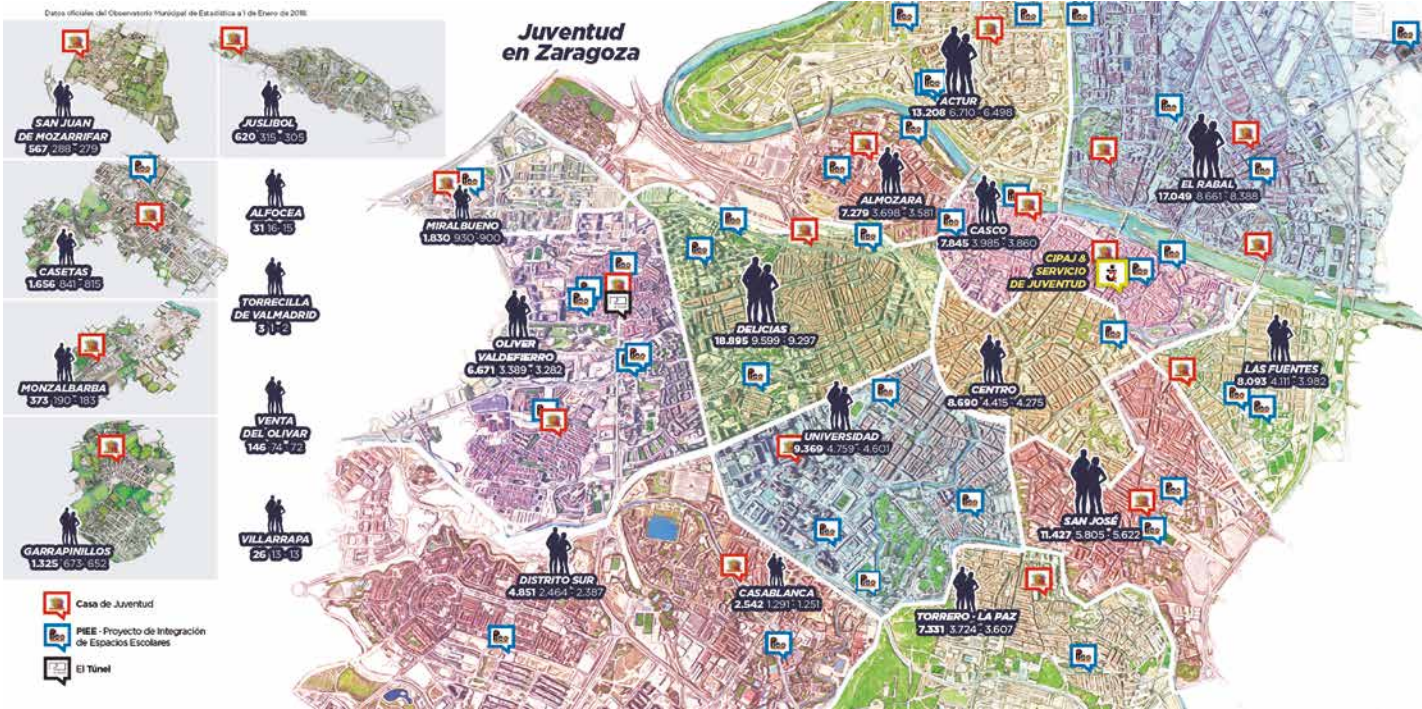 Datos oficiales del Observatorio Municipal de Estadística a 1 de Enero de 2018.
Juventud
en Zaragoza
SAN JUAN
DE MOZARRIFAR
567 288 - 279
JUSLIBOL
620 315 - 305
CASETAS
1.656 841 - 815
MONZALBARBA
373 190 - 183
GARRAPINILLOS
1.325 673 - 652
ALFOCEA
31 16 - 15
TORRECILLA
DE VALMADRID
3 1 - 2
VENTA
DEL OLIVAR
146 74 - 72
VILLARRAPA
26 13 - 13
MIRALBUENO
1.830 930 - 900
OLIVER
VALDEFIERRO
6.671 3.389 - 3.282
DELICIAS
18.895 9.599 - 9.297
ALMOZARA
7.279 3.698 - 3.581
ACTUR
13.208 6.710 - 6.498
EL RABAL
17.049 8.661 - 8.388
CASCO
7.845 3.985 - 3.860
CIPAJ &
SERVICIO
DE JUVENTUD
CENTRO
8.690 4.415 - 4.275
LAS FUENTES
8.093 4.111 - 3.982
UNIVERSIDAD
9.369 4.759 - 4.601
SAN JOSÉ
11.427 5.805 - 5.622
DISTRITO SUR
4.851 2.464 - 2.387
CASABLANCA
2.542 1.291 - 1.251
TORRERO - LA PAZ
7.331 3.724 - 3.607
Casa de Juventud
PIEE - Proyecto de Integración
de Espacios Escolares
El Túnel